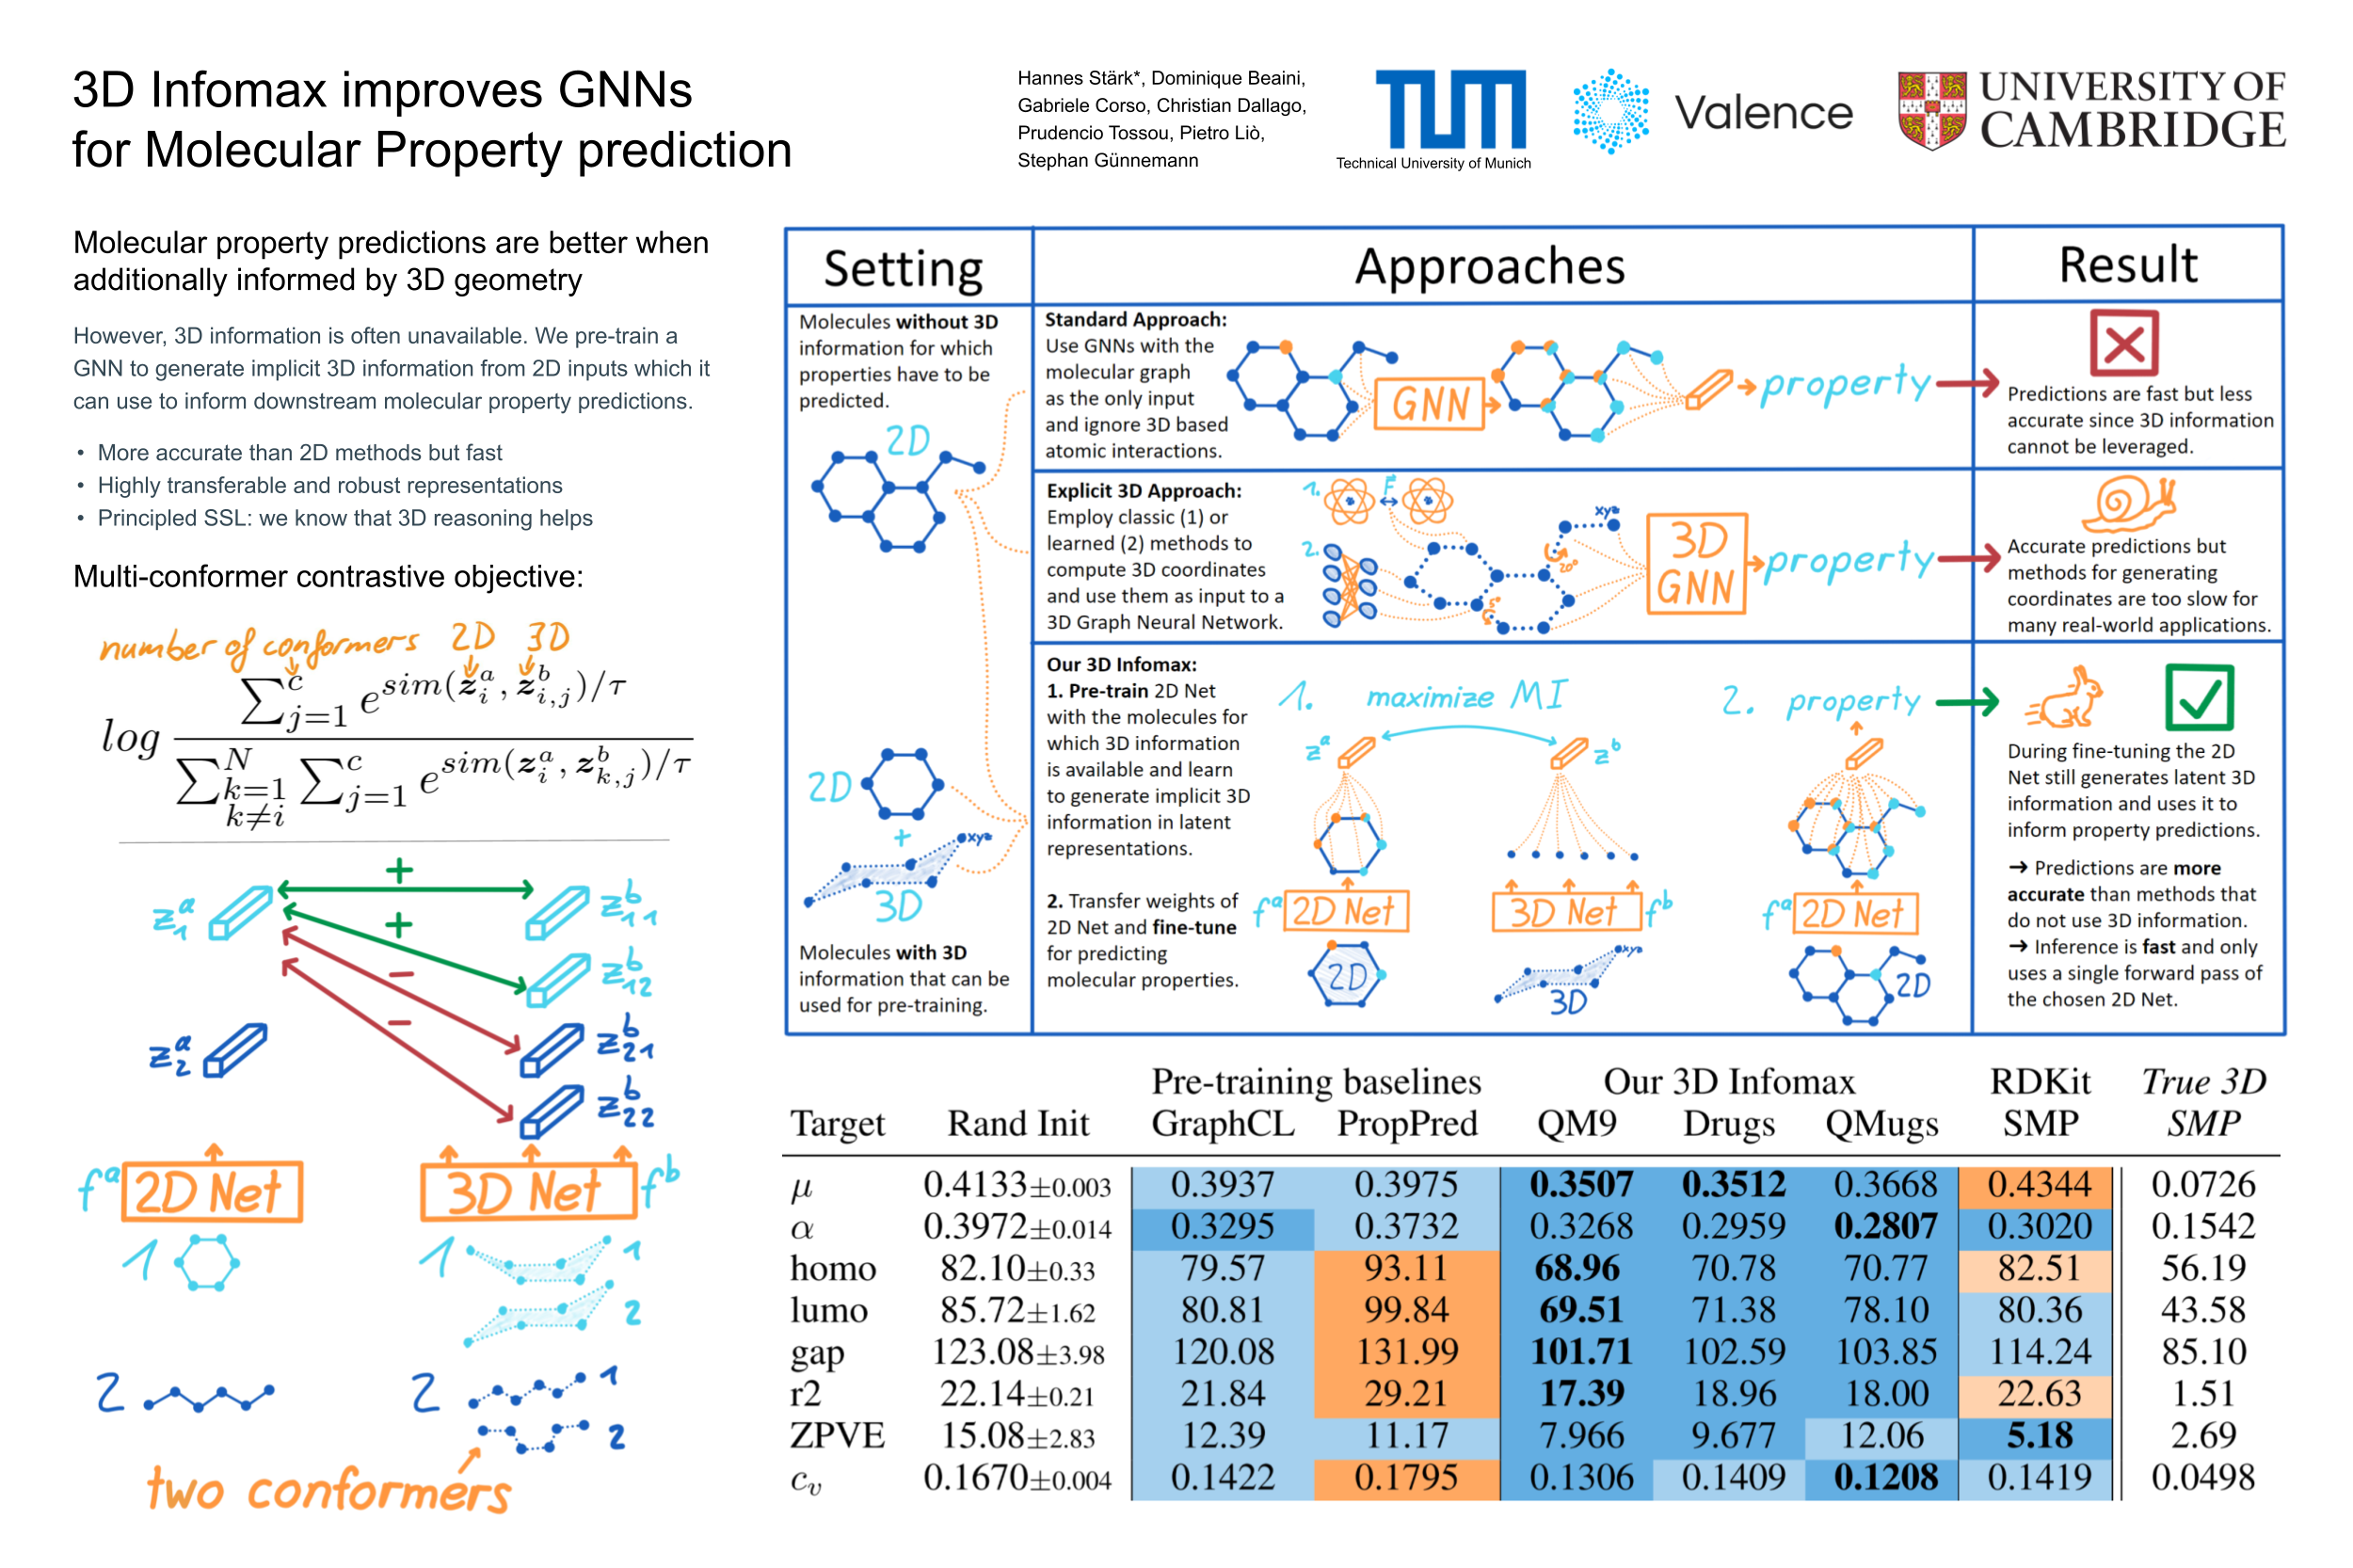 3D Infomax improves GNNs
for Molecular Property prediction
Hannes Stärk*, Dominique Beaini,
Gabriele Corso, Christian Dallago,
Prudencio Tossou, Pietro Liò,
Stephan Günnemann
TUM
Technical University of Munich
Valence
UNIVERSITY OF
CAMBRIDGE
Molecular property predictions are better when
additionally informed by 3D geometry
However, 3D information is often unavailable. We pre-train a
GNN to generate implicit 3D information from 2D inputs which it
can use to inform downstream molecular property predictions.
• More accurate than 2D methods but fast
• Highly transferable and robust representations
• Principled SSL: we know that 3D reasoning helps
Multi-conformer contrastive objective:
number of conformers 2D 3D
log \frac{\sum_{j=1}^{c} e^{sim(z_i^a, z_{i,j}^b)/τ}}{\sum_{k=1, k≠i}^{N} \sum_{j=1}^{c} e^{sim(z_i^a, z_{k,j}^b)/τ}}
+
z_1^a z_{11}^b
+
z_{12}^b
−
−
z_2^a z_{21}^b
z_{22}^b
f^a 2D Net 3D Net f^b
1 1 1
2
2 2 1
2
two conformers
Setting Approaches Result
Molecules without 3D
information for which
properties have to be
predicted.
2D
2D
+
xyz
3D
Molecules with 3D
information that can be
used for pre-training.
Standard Approach:
Use GNNs with the
molecular graph
as the only input
and ignore 3D based
atomic interactions.
GNN property
Predictions are fast but less
accurate since 3D information
cannot be leveraged.
Explicit 3D Approach:
Employ classic (1) or
learned (2) methods to
compute 3D coordinates
and use them as input to a
3D Graph Neural Network.
1. F
2.
xyz
20°
5°
3D
GNN
property
Accurate predictions but
methods for generating
coordinates are too slow for
many real-world applications.
Our 3D Infomax:
1. Pre-train 2D Net
with the molecules for
which 3D information
is available and learn
to generate implicit 3D
information in latent
representations.
2. Transfer weights of
2D Net and fine-tune
for predicting
molecular properties.
1. maximize MI 2. property
z^a z^b
f^a 2D Net 3D Net f^b f^a 2D Net
2D xyz 3D 2D
During fine-tuning the 2D
Net still generates latent 3D
information and uses it to
inform property predictions.
→ Predictions are more
accurate than methods that
do not use 3D information.
→ Inference is fast and only
uses a single forward pass of
the chosen 2D Net.
Pre-training baselines Our 3D Infomax RDKit True 3D
Target Rand Init GraphCL PropPred QM9 Drugs QMugs SMP SMP
μ 0.4133±0.003 0.3937 0.3975 0.3507 0.3512 0.3668 0.4344 0.0726
α 0.3972±0.014 0.3295 0.3732 0.3268 0.2959 0.2807 0.3020 0.1542
homo 82.10±0.33 79.57 93.11 68.96 70.78 70.77 82.51 56.19
lumo 85.72±1.62 80.81 99.84 69.51 71.38 78.10 80.36 43.58
gap 123.08±3.98 120.08 131.99 101.71 102.59 103.85 114.24 85.10
r2 22.14±0.21 21.84 29.21 17.39 18.96 18.00 22.63 1.51
ZPVE 15.08±2.83 12.39 11.17 7.966 9.677 12.06 5.18 2.69
c_v 0.1670±0.004 0.1422 0.1795 0.1306 0.1409 0.1208 0.1419 0.0498